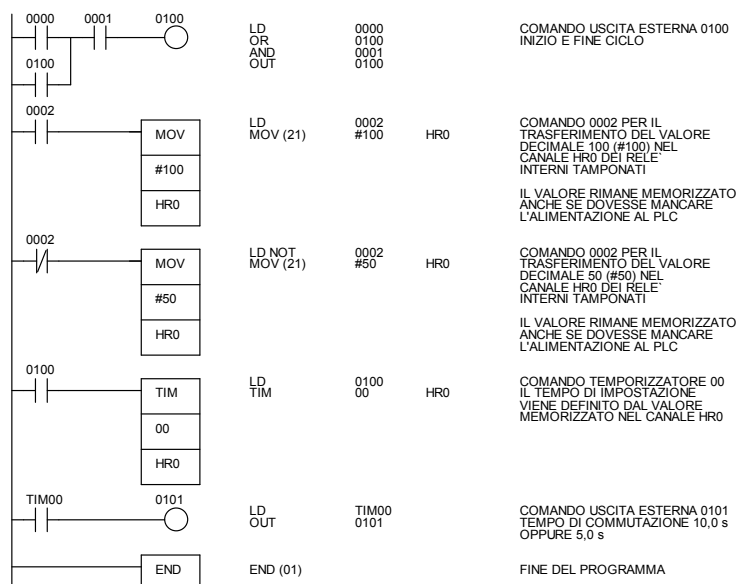 0000 0001 0100 LD 0000 COMANDO USCITA ESTERNA 0100
OR 0100 INIZIO E FINE CICLO
AND 0001
0100 OUT 0100
0002 LD 0002 COMANDO 0002 PER IL
MOV MOV (21) #100 HR0 TRASFERIMENTO DEL VALORE
DECIMALE 100 (#100) NEL
#100 CANALE HR0 DEI RELE`
INTERNI TAMPONATI
HR0 IL VALORE RIMANE MEMORIZZATO
ANCHE SE DOVESSE MANCARE
L'ALIMENTAZIONE AL PLC
0002 LD NOT 0002 COMANDO 0002 PER IL
MOV MOV (21) #50 HR0 TRASFERIMENTO DEL VALORE
DECIMALE 50 (#50) NEL
#50 CANALE HR0 DEI RELE`
INTERNI TAMPONATI
HR0 IL VALORE RIMANE MEMORIZZATO
ANCHE SE DOVESSE MANCARE
L'ALIMENTAZIONE AL PLC
0100 LD 0100 COMANDO TEMPORIZZATORE 00
TIM TIM 00 HR0 IL TEMPO DI IMPOSTAZIONE
VIENE DEFINITO DAL VALORE
00 MEMORIZZATO NEL CANALE HR0
HR0
TIM00 0101 LD TIM00 COMANDO USCITA ESTERNA 0101
OUT 0101 TEMPO DI COMMUTAZIONE 10,0 s
OPPURE 5,0 s
END END (01) FINE DEL PROGRAMMA